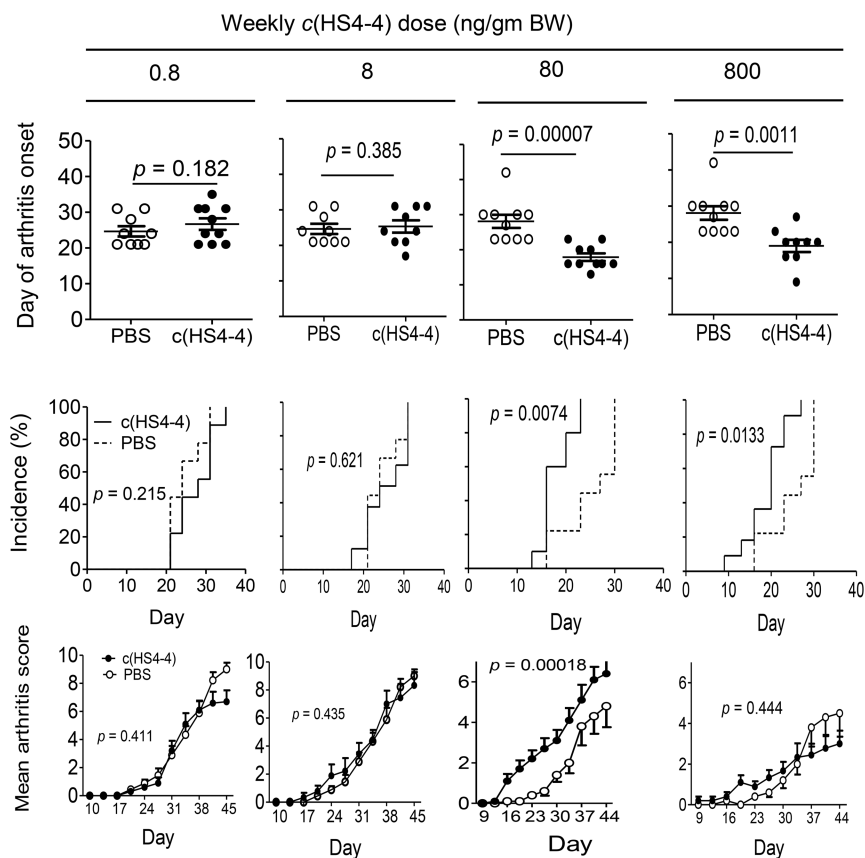 Weekly c(HS4-4) dose (ng/gm BW)
0.8 8 80 800
Day of arthritis onset
50
40
30
20
10
0
p = 0.182
p = 0.385
p = 0.00007
p = 0.0011
PBS c(HS4-4) PBS c(HS4-4) PBS c(HS4-4) PBS c(HS4-4)
Incidence (%)
100
80
60
40
20
0
c(HS4-4)
PBS
p = 0.215
p = 0.621
p = 0.0074
p = 0.0133
0 10 20 30 40 0 10 20 30 40 0 10 20 30 40 0 10 20 30 40
Day Day Day Day
Mean arthritis score
10
8
6
4
2
0
c(HS4-4)
PBS
p = 0.411
10 17 24 31 38 45
Day
10
8
6
4
2
0
p = 0.435
10 17 24 31 38 45
Day
6
4
2
0
p = 0.00018
9 16 23 30 37 44
Day
6
4
2
0
p = 0.444
9 16 23 30 37 44
Day